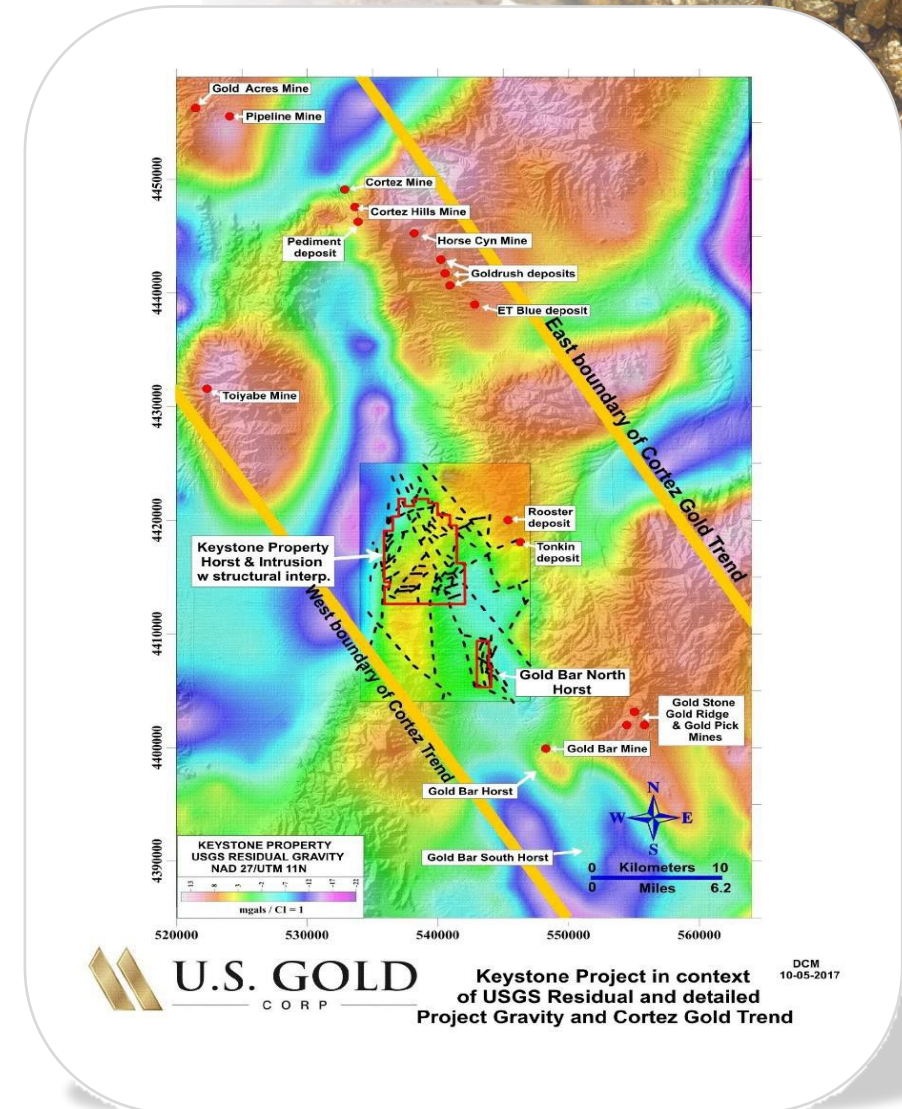 Gold Acres Mine
Pipeline Mine
Cortez Mine
Cortez Hills Mine
Pediment
deposit
Horse Cyn Mine
Goldrush deposits
ET Blue deposit
East boundary of Cortez Gold Trend
Toiyabe Mine
Rooster
deposit
Tonkin
deposit
Keystone Property
Horst & Intrusion
w structural interp.
West boundary of Cortez Trend
Gold Bar North
Horst
Gold Stone
Gold Ridge
& Gold Pick
Mines
Gold Bar Mine
Gold Bar Horst
Gold Bar South Horst
N
W E
S
0 Kilometers 10
0 Miles 6.2
KEYSTONE PROPERTY
USGS RESIDUAL GRAVITY
NAD 27/UTM 11N
mgals / CI = 1
4450000
4440000
4430000
4420000
4410000
4400000
4390000
520000 530000 540000 550000 560000
U.S. GOLD
CORP
Keystone Project in context
of USGS Residual and detailed
Project Gravity and Cortez Gold Trend
DCM
10-05-2017